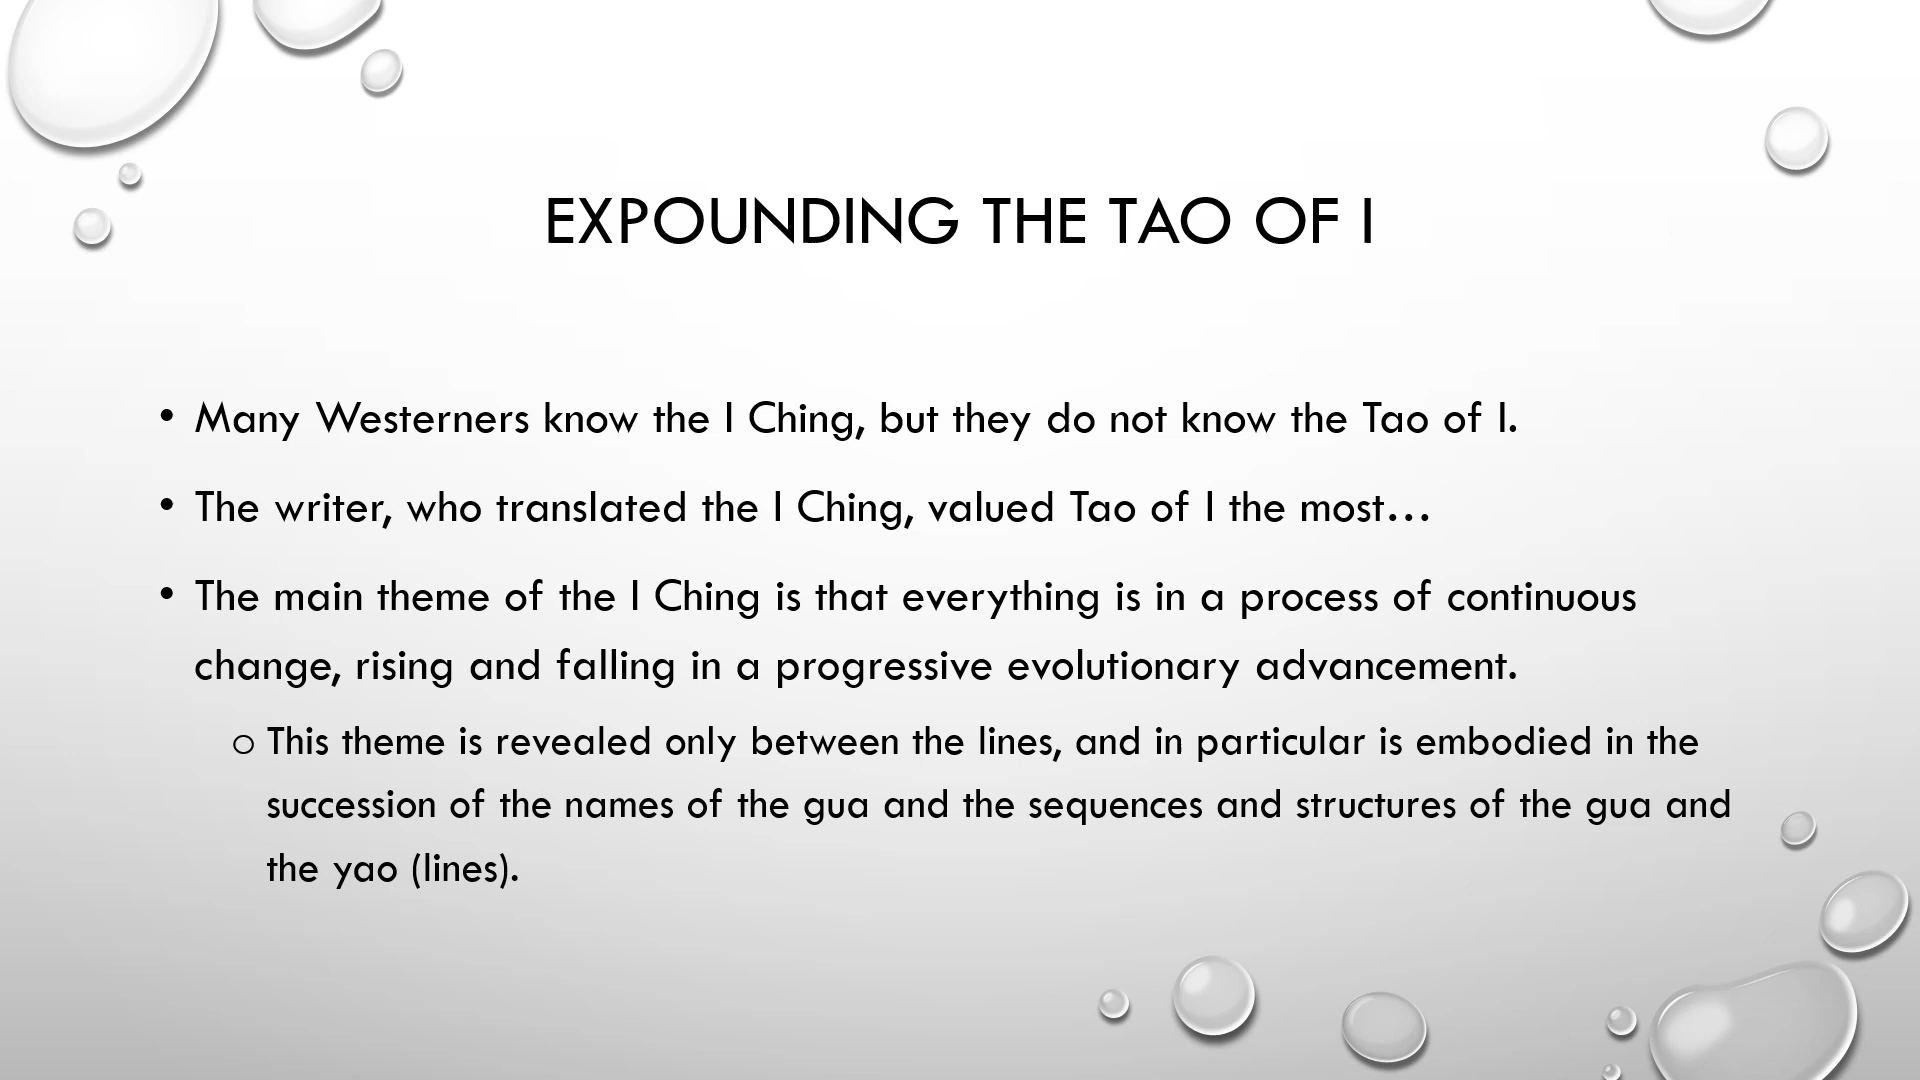 EXPOUNDING THE TAO OF I
• Many Westerners know the I Ching, but they do not know the Tao of I.
• The writer, who translated the I Ching, valued Tao of I the most…
• The main theme of the I Ching is that everything is in a process of continuous
change, rising and falling in a progressive evolutionary advancement.
o This theme is revealed only between the lines, and in particular is embodied in the
succession of the names of the gua and the sequences and structures of the gua and
the yao (lines).